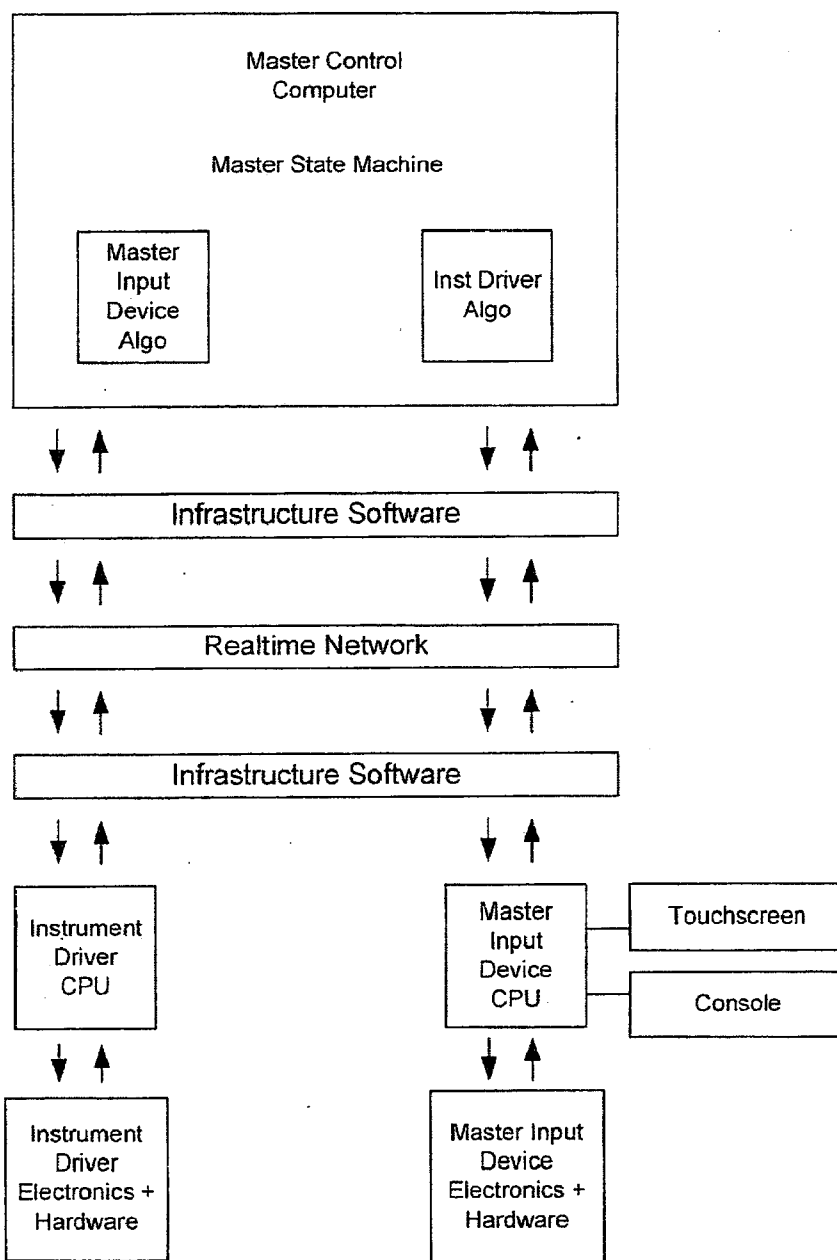 Master Control
Computer
Master State Machine
Master
Input
Device
Algo
Inst Driver
Algo
Infrastructure Software
Realtime Network
Infrastructure Software
Instrument
Driver
CPU
Master
Input
Device
CPU
Touchscreen
Console
Instrument
Driver
Electronics +
Hardware
Master Input
Device
Electronics +
Hardware